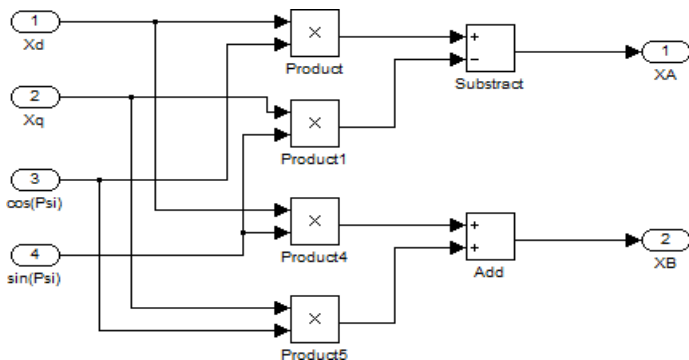 1
Xd
2
Xq
3
cos(Psi)
4
sin(Psi)
×
Product
×
Product1
×
Product4
×
Product5
+
−
Substract
+
+
Add
1
XA
2
XB